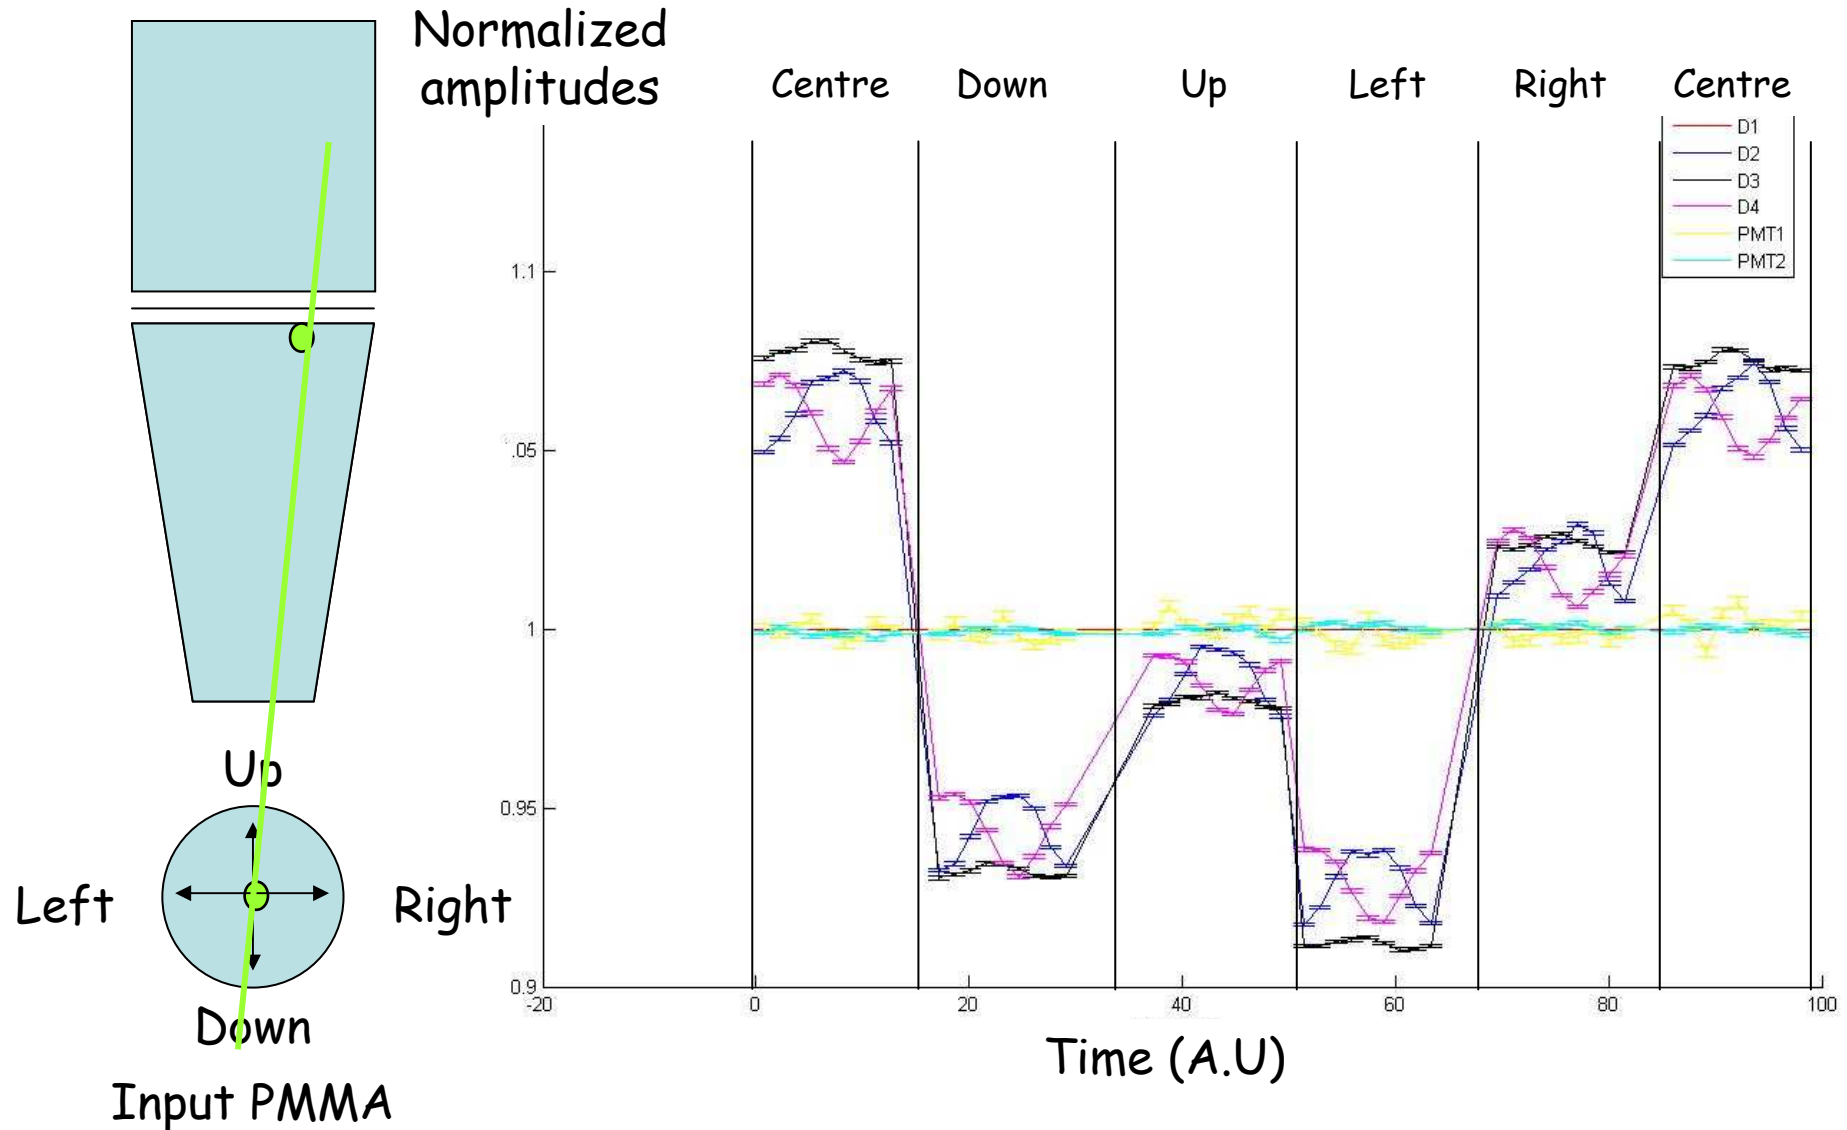 Normalized
amplitudes
Centre
Down
Up
Left
Right
Centre
D1
D2
D3
D4
PMT1
PMT2
1.1
.05
1
0.95
0.9
-20
0
20
40
60
80
100
Time (A.U)
Up
Left
Right
Down
Input PMMA